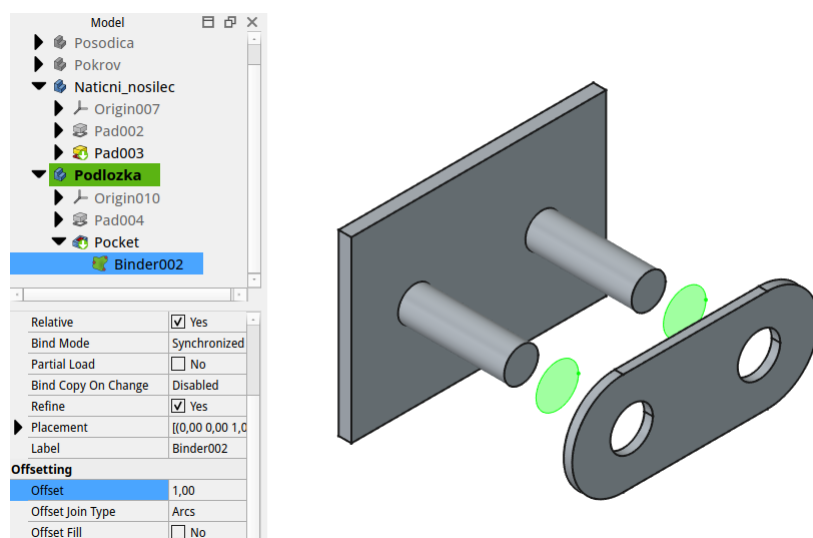 Model
Posodica
Pokrov
Naticni_nosilec
Origin007
Pad002
Pad003
Podlozka
Origin010
Pad004
Pocket
Binder002
Relative Yes
Bind Mode Synchronized
Partial Load No
Bind Copy On Change Disabled
Refine Yes
Placement [(0,00 0,00 1,0
Label Binder002
Offsetting
Offset 1,00
Offset Join Type Arcs
Offset Fill No